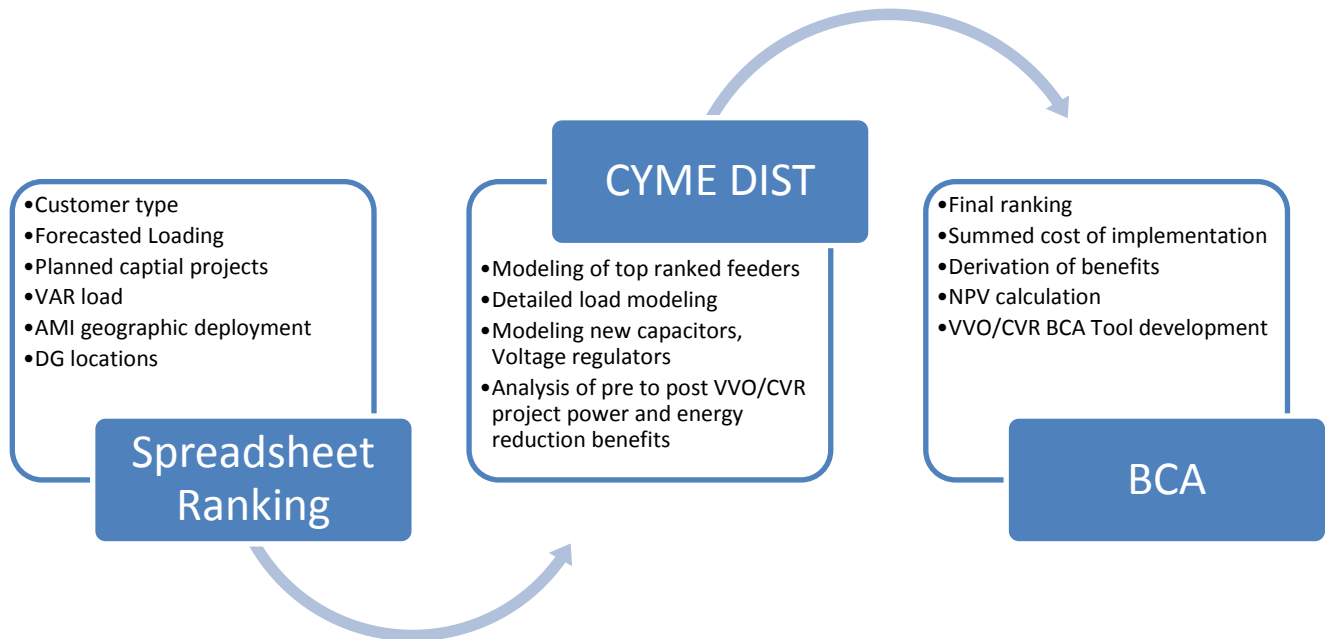 •Customer type
•Forecasted Loading
•Planned captial projects
•VAR load
•AMI geographic deployment
•DG locations
Spreadsheet
Ranking
CYME DIST
•Modeling of top ranked feeders
•Detailed load modeling
•Modeling new capacitors,
Voltage regulators
•Analysis of pre to post VVO/CVR
project power and energy
reduction benefits
•Final ranking
•Summed cost of implementation
•Derivation of benefits
•NPV calculation
•VVO/CVR BCA Tool development
BCA